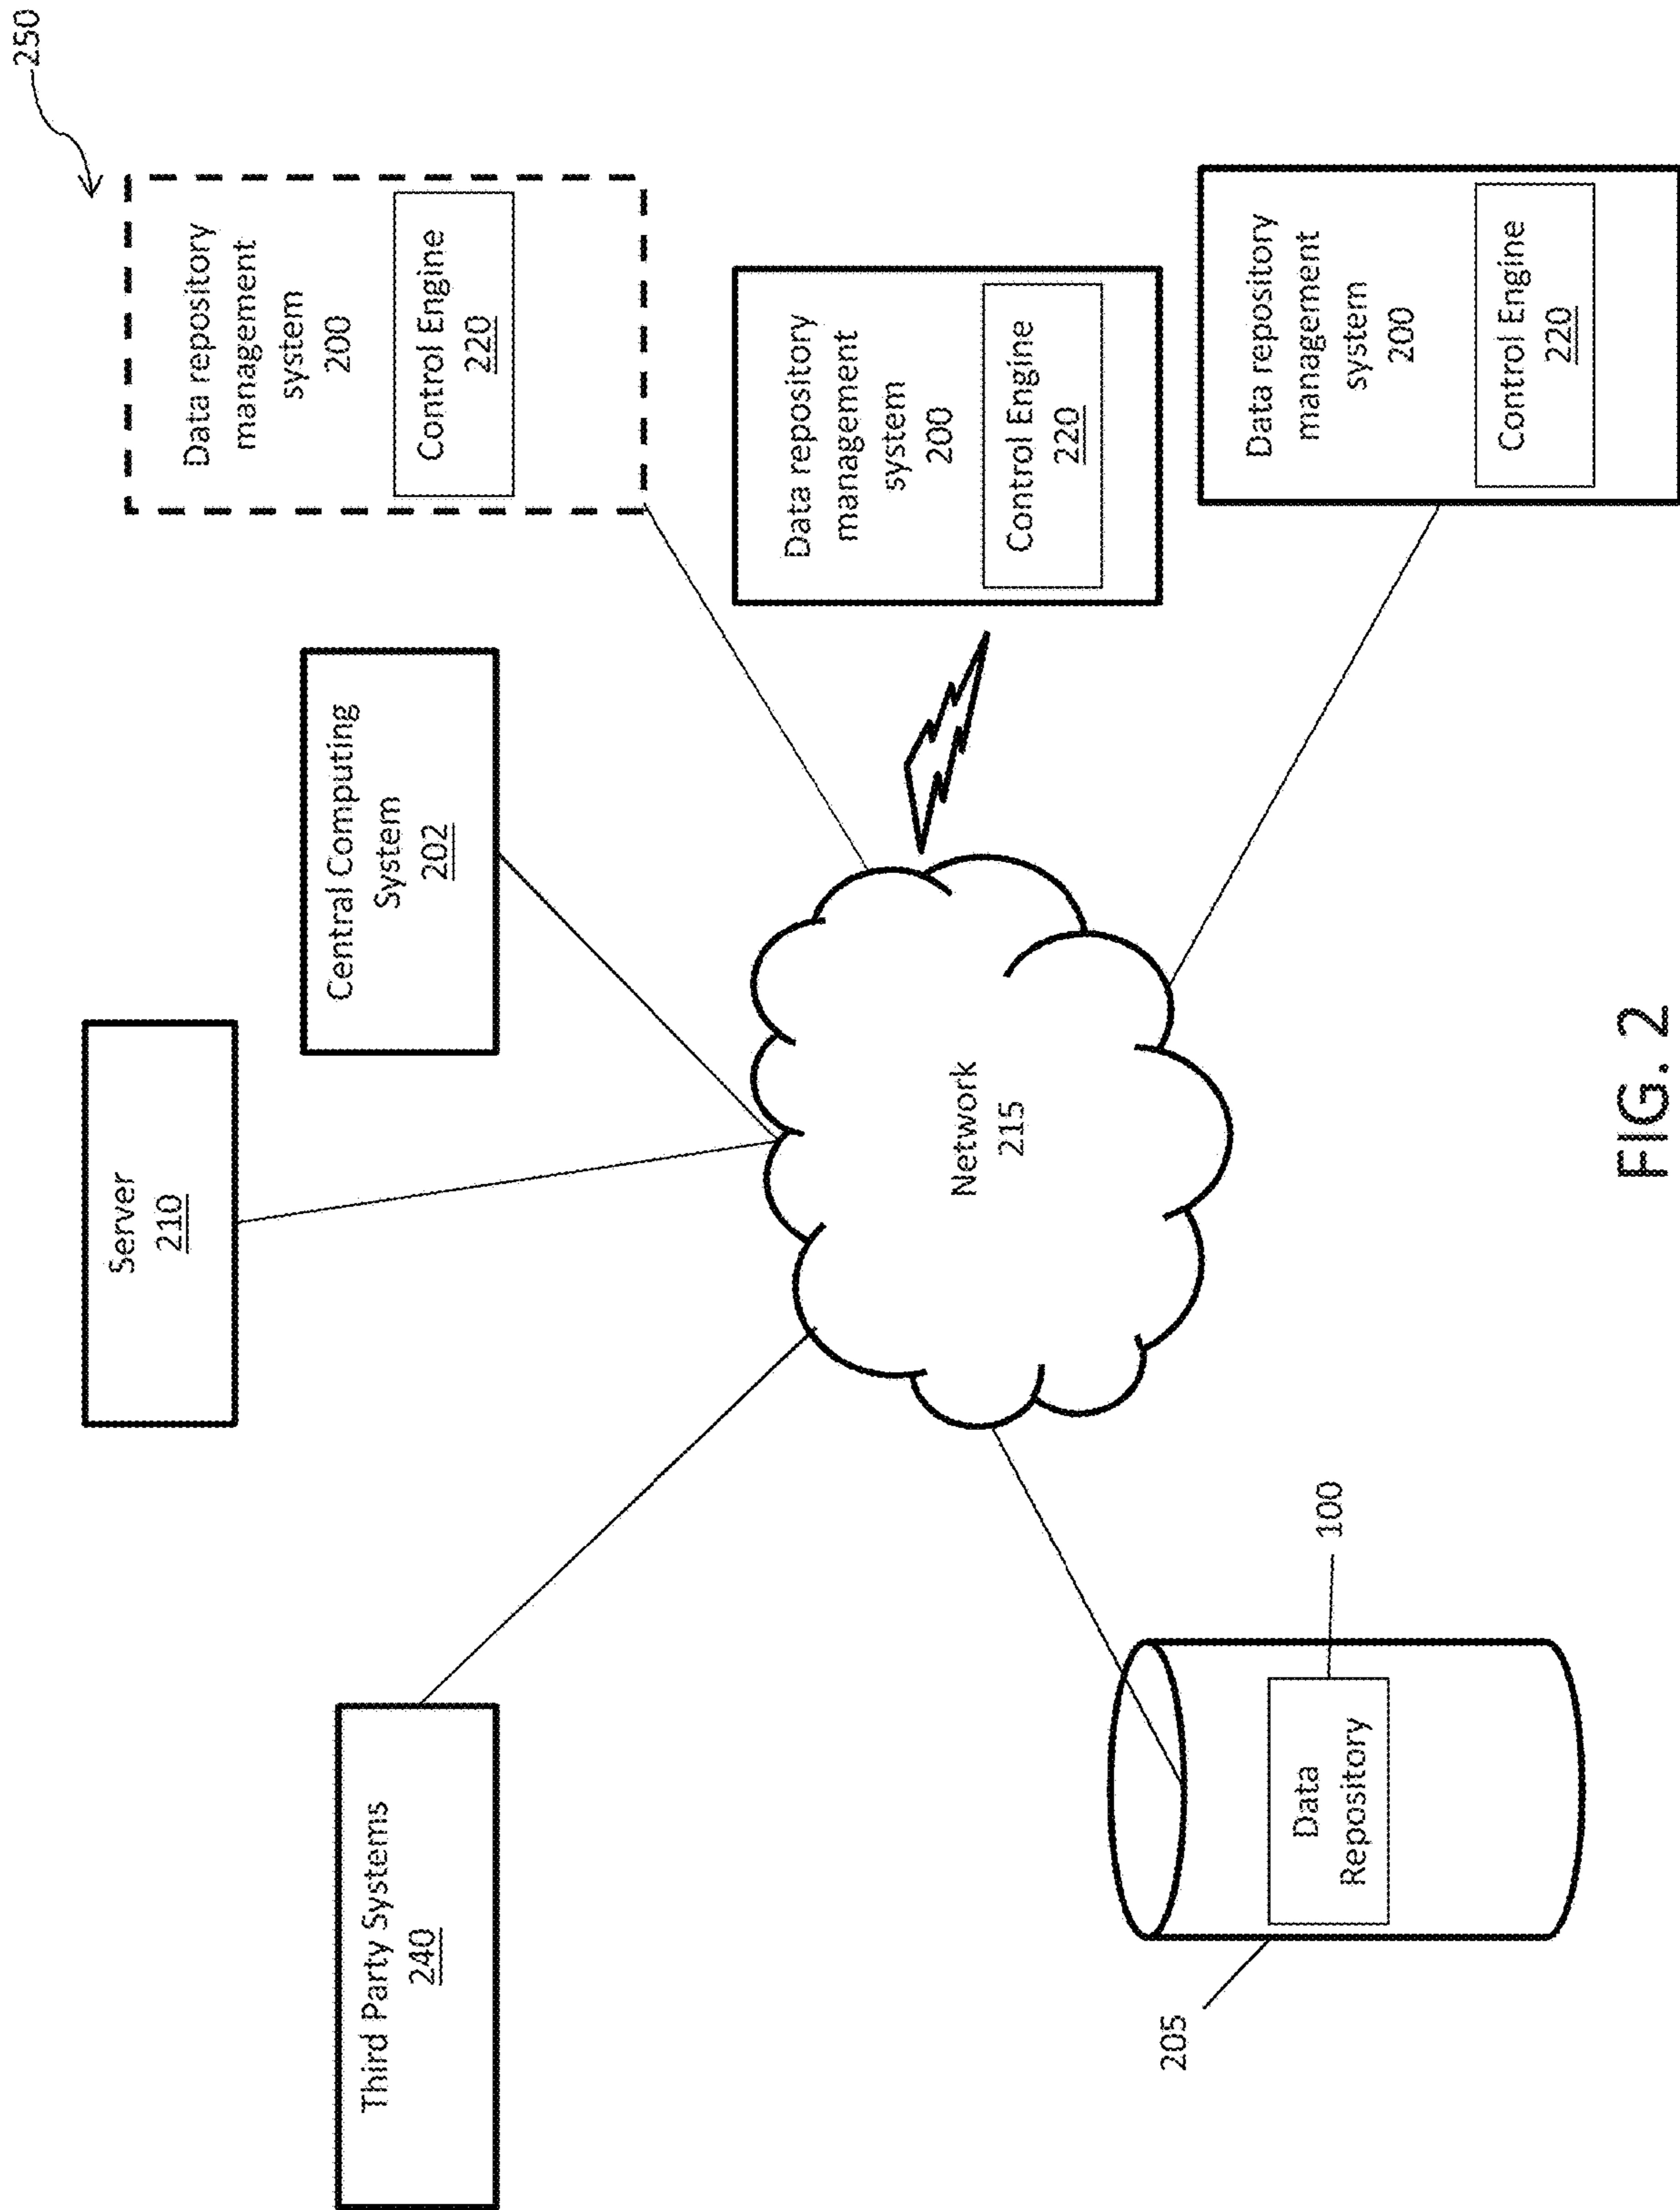 250
Server
210
Third Party Systems
240
Central Computing
System
202
Data repository
management
system
200
Control Engine
220
Network
215
Data repository
management
system
200
Control Engine
220
205
Data
Repository
100
Data repository
management
system
200
Control Engine
220
FIG. 2